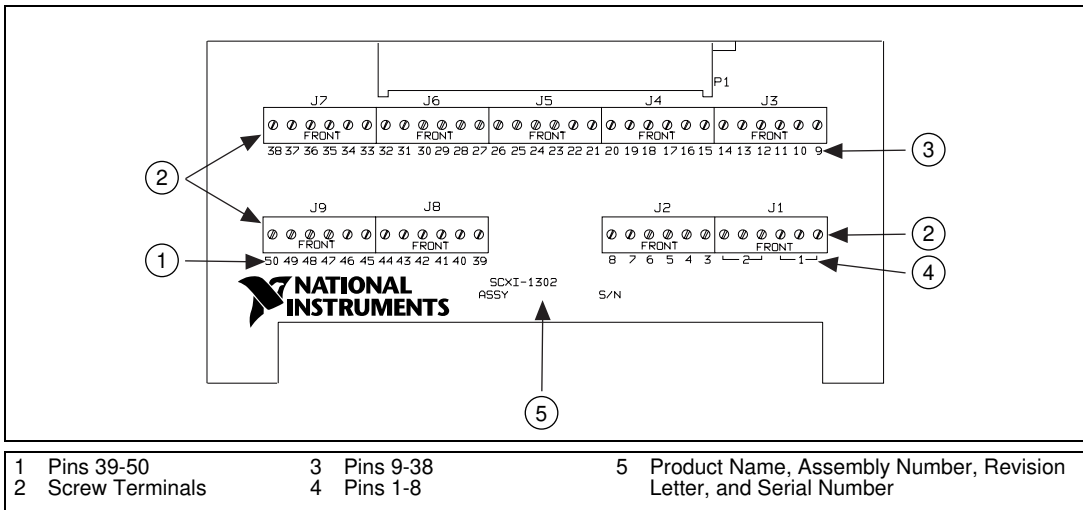 P1
J7 J6 J5 J4 J3
FRONT FRONT FRONT FRONT FRONT
38 37 36 35 34 33 32 31 30 29 28 27 26 25 24 23 22 21 20 19 18 17 16 15 14 13 12 11 10 9
3
2
J9 J8 J2 J1
FRONT FRONT FRONT FRONT
2
1
50 49 48 47 46 45 44 43 42 41 40 39 8 7 6 5 4 3 2 1
4
NATIONAL
INSTRUMENTS
SCXI-1302
ASSY S/N
5
1 Pins 39-50
2 Screw Terminals
3 Pins 9-38
4 Pins 1-8
5 Product Name, Assembly Number, Revision
Letter, and Serial Number